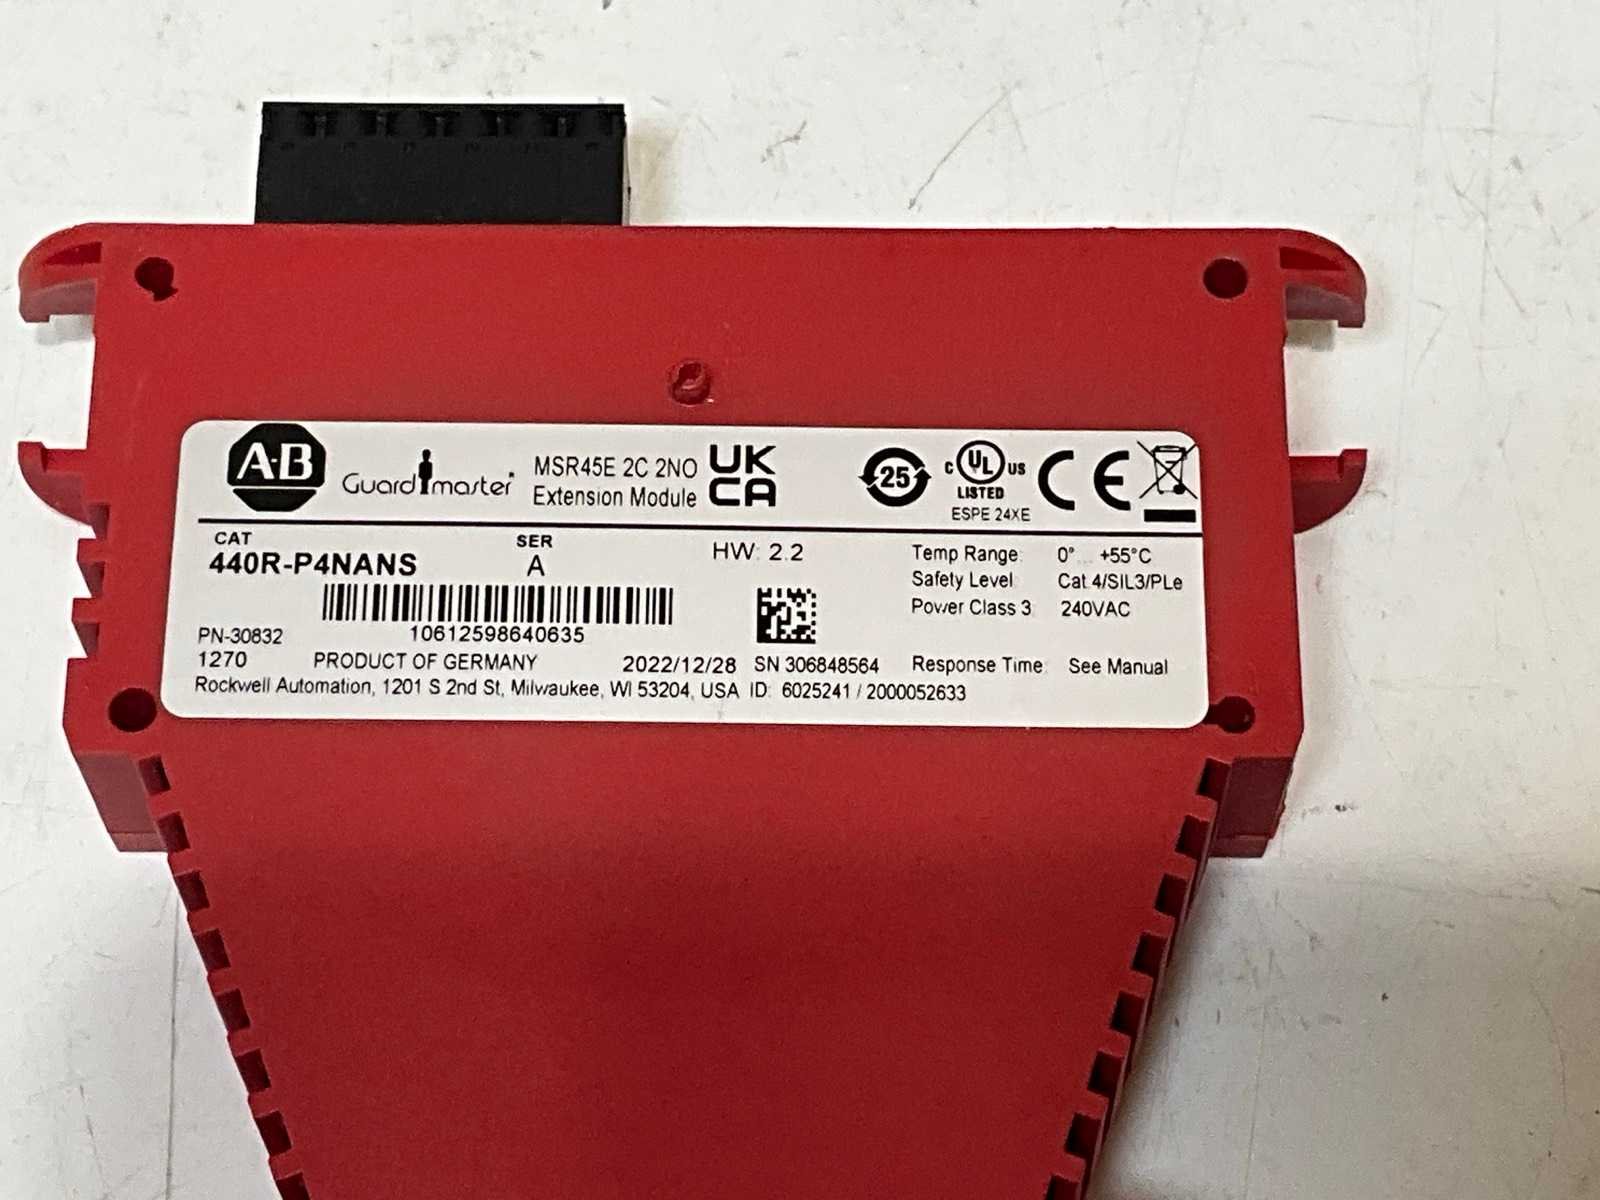 A-B Guardmaster MSR45E 2C 2NO UK
Extension Module CA
25 c UL us
LISTED
ESPE 24XE
CE
CAT SER HW: 2.2
440R-P4NANS A
Temp Range: 0°... +55°C
Safety Level Cat.4/SIL3/PLe
Power Class 3: 240VAC
10612598640635
PN-30832
1270 PRODUCT OF GERMANY 2022/12/28 SN 306848564 Response Time: See Manual
Rockwell Automation, 1201 S 2nd St, Milwaukee, WI 53204, USA ID: 6025241 / 2000052633